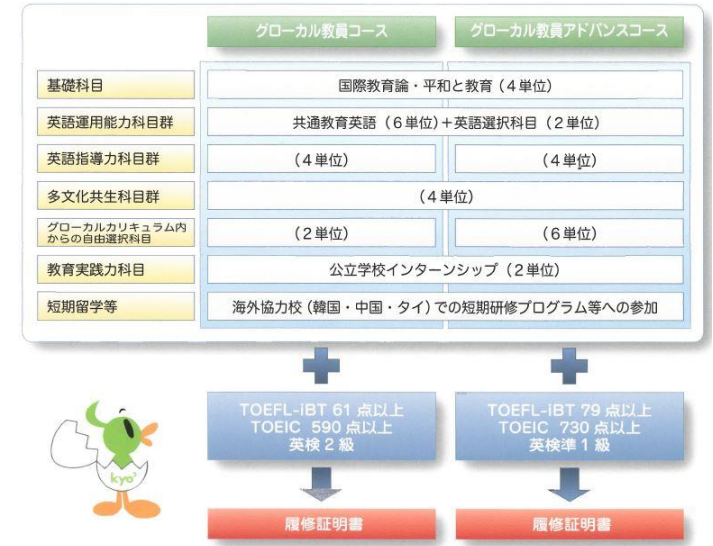 グローカル教員コース
グローカル教員アドバンスコース
基礎科目
国際教育論・平和と教育（4単位）
英語運用能力科目群
共通教育英語（6単位）＋英語選択科目（2単位）
英語指導力科目群
（4単位）
（4単位）
多文化共生科目群
（4単位）
グローカルカリキュラム内
からの自由選択科目
（2単位）
（6単位）
教育実践力科目
公立学校インターンシップ（2単位）
短期留学等
海外協力校（韓国・中国・タイ）での短期研修プログラム等への参加
TOEFL-iBT 61 点以上
TOEIC 590 点以上
英検 2 級
TOEFL-iBT 79 点以上
TOEIC 730 点以上
英検準 1 級
kyo²
履修証明書
履修証明書